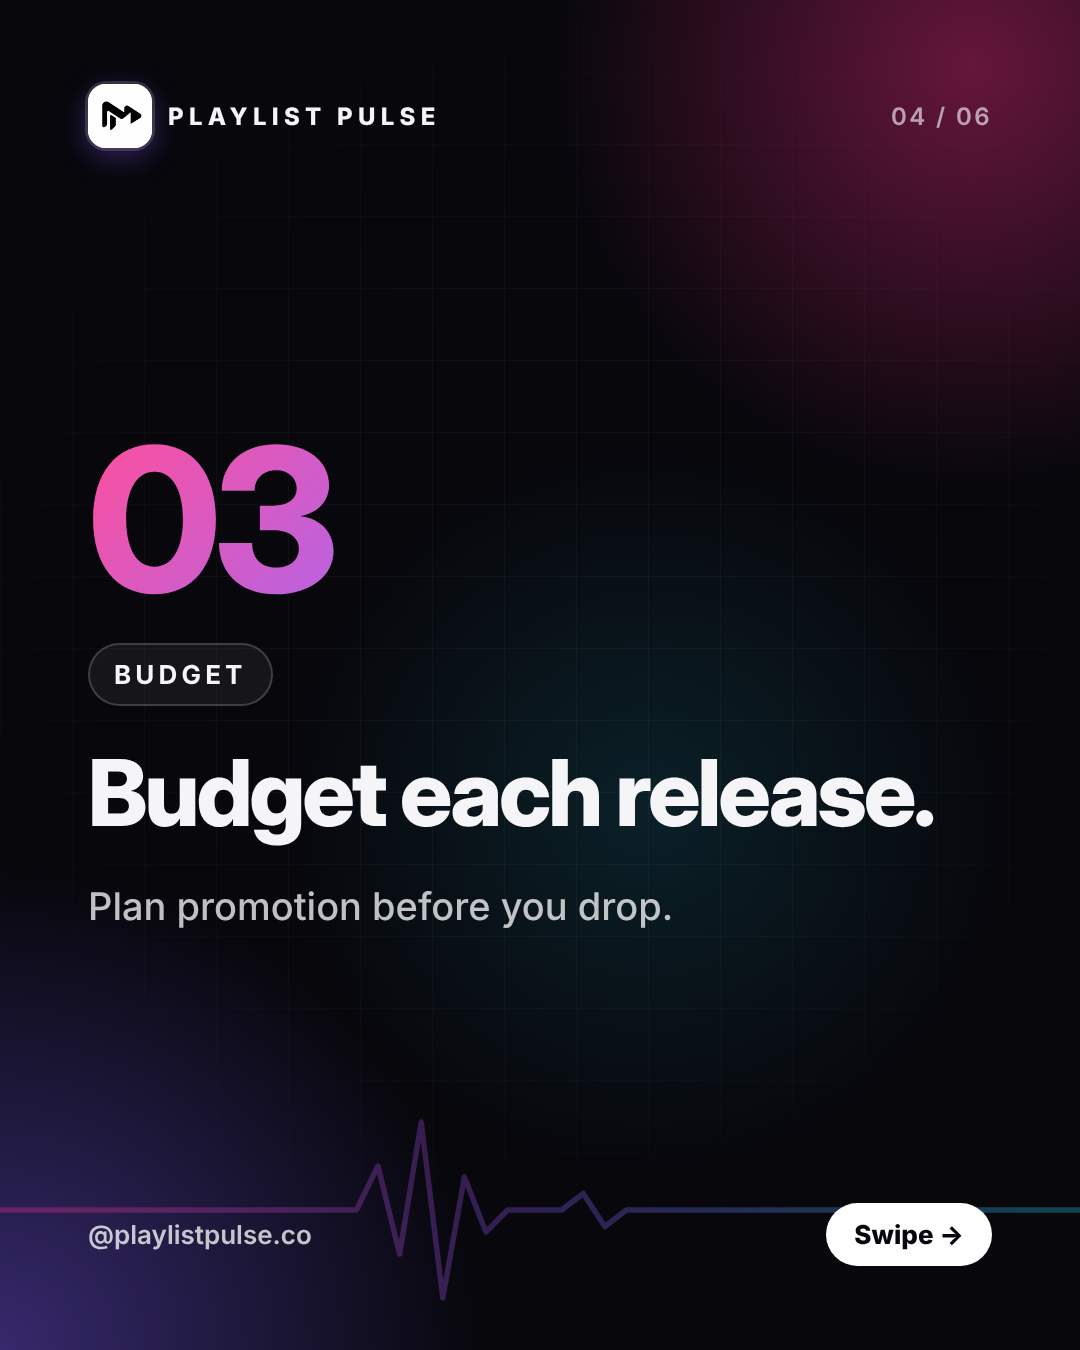 PLAYLIST PULSE
04 / 06
03
BUDGET
Budget each release.
Plan promotion before you drop.
@playlistpulse.co
Swipe →